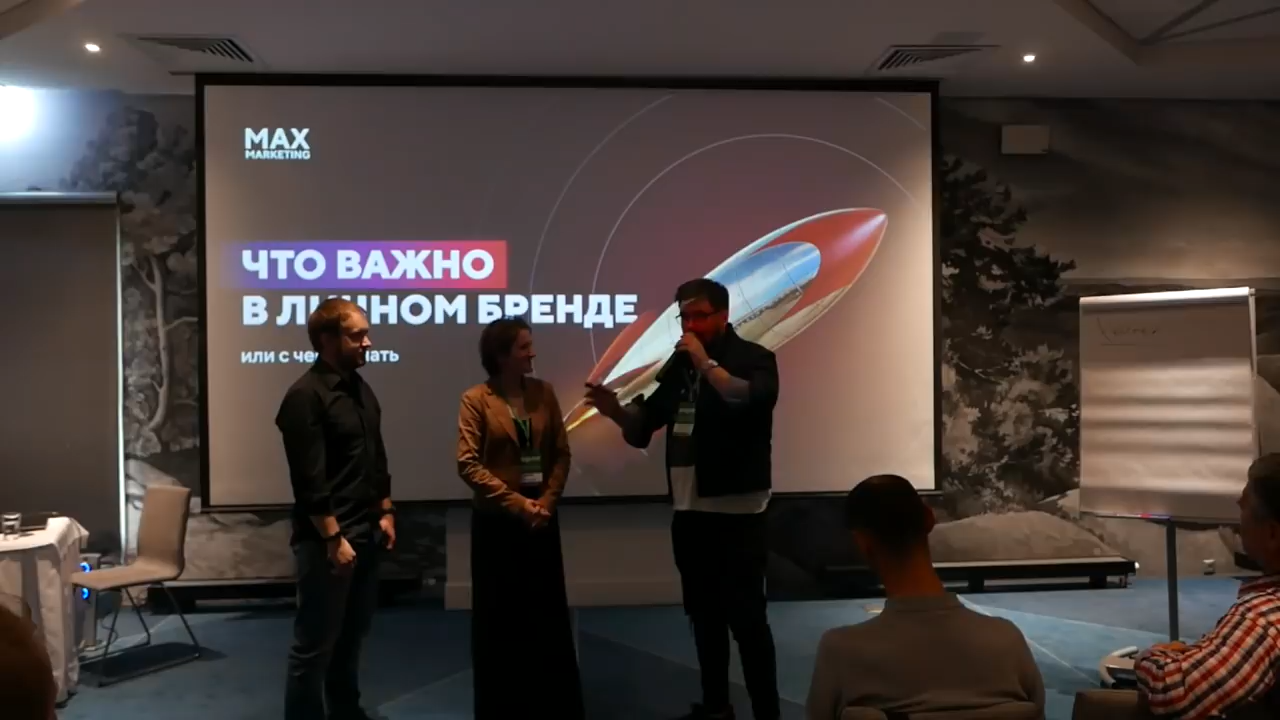 MAX
MARKETING
ЧТО ВАЖНО
В БРЕНДЕ
или с